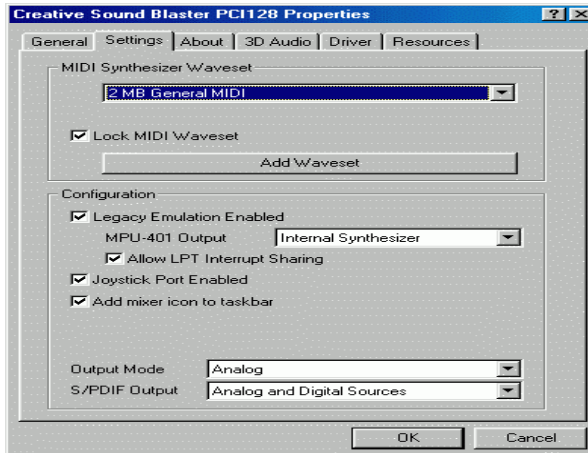 Creative Sound Blaster PCI128 Properties
General Settings About 3D Audio Driver Resources
MIDI Synthesizer Waveset
2 MB General MIDI
Lock MIDI Waveset
Add Waveset
Configuration
Legacy Emulation Enabled
MPU-401 Output Internal Synthesizer
Allow LPT Interrupt Sharing
Joystick Port Enabled
Add mixer icon to taskbar
Output Mode Analog
S/PDIF Output Analog and Digital Sources
OK Cancel